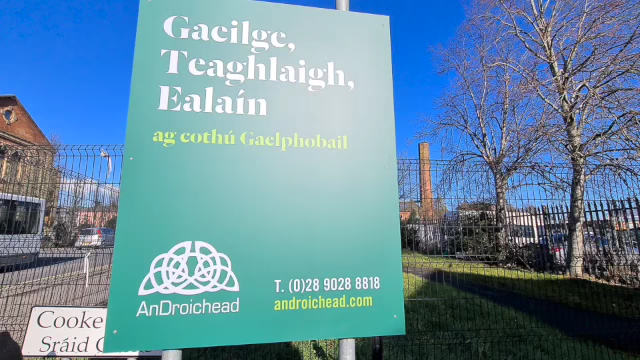 Gaeilge,
Teaghlaigh,
Ealaín
ag cothú Gaelphobail
AnDroichead
T. (0)28 9028 8818
androichead.com
Cooke
Sráid